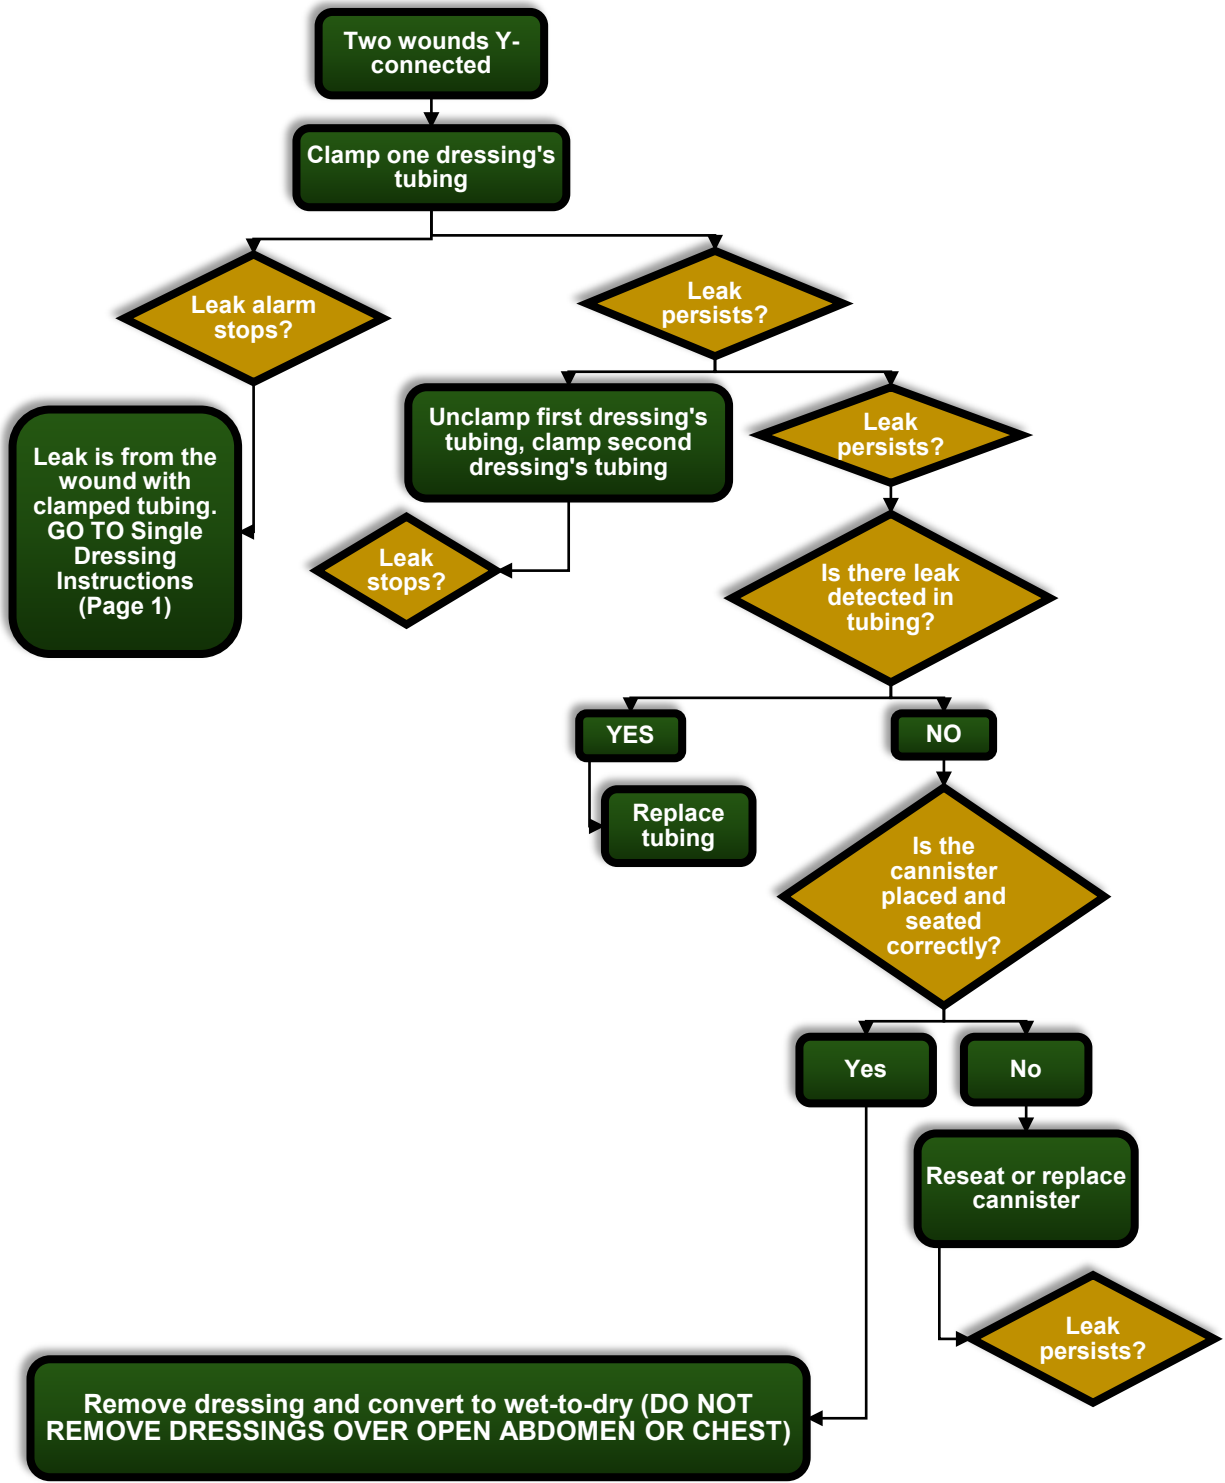 Two wounds Y-
connected
Clamp one dressing's
tubing
Leak alarm
stops?
Leak
persists?
Leak is from the
wound with
clamped tubing.
GO TO Single
Dressing
Instructions
(Page 1)
Unclamp first dressing's
tubing, clamp second
dressing's tubing
Leak
persists?
Leak
stops?
Is there leak
detected in
tubing?
YES
NO
Replace
tubing
Is the
cannister
placed and
seated
correctly?
Yes
No
Reseat or replace
cannister
Leak
persists?
Remove dressing and convert to wet-to-dry (DO NOT
REMOVE DRESSINGS OVER OPEN ABDOMEN OR CHEST)